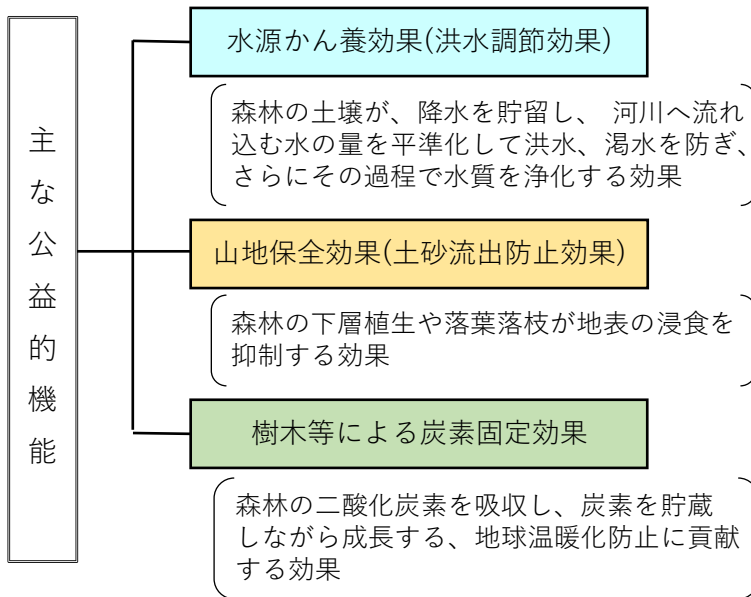 主な公益的機能
水源かん養効果(洪水調節効果)
森林の土壌が、降水を貯留し、 河川へ流れ
込む水の量を平準化して洪水、渇水を防ぎ、
さらにその過程で水質を浄化する効果
山地保全効果(土砂流出防止効果)
森林の下層植生や落葉落枝が地表の浸食を
抑制する効果
樹木等による炭素固定効果
森林の二酸化炭素を吸収し、炭素を貯蔵
しながら成長する、地球温暖化防止に貢献
する効果